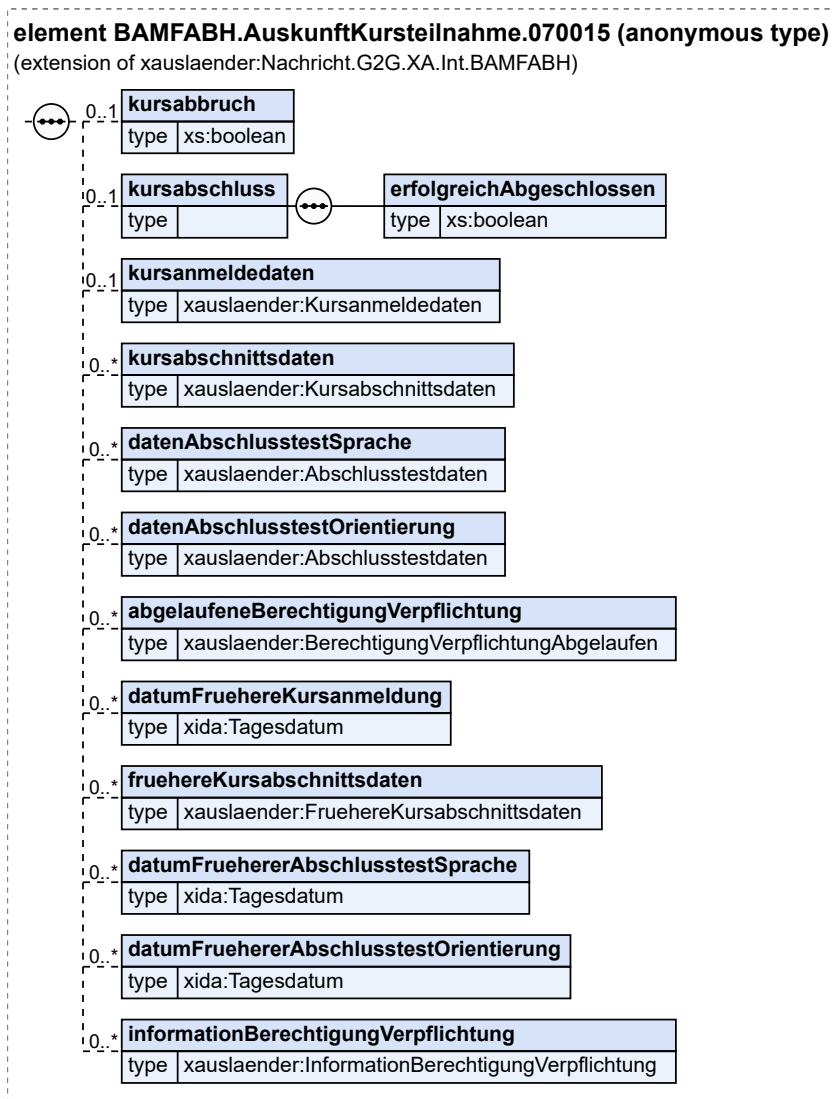 element BAMFABH.AuskunftKursteilnahme.070015 (anonymous type)
(extension of xauslaender:Nachricht.G2G.XA.Int.BAMFABH)
0..1 kursabbruch
type xs:boolean
0..1 kursabschluss erfolgreichAbgeschlossen
type type xs:boolean
0..1 kursanmeldedaten
type xauslaender:Kursanmeldedaten
0..* kursabschnittsdaten
type xauslaender:Kursabschnittsdaten
0..* datenAbschlusstestSprache
type xauslaender:Abschlusstestdaten
0..* datenAbschlusstestOrientierung
type xauslaender:Abschlusstestdaten
0..* abgelaufeneBerechtigungVerpflichtung
type xauslaender:BerechtigungVerpflichtungAbgelaufen
0..* datumFruehereKursanmeldung
type xida:Tagesdatum
0..* fruehereKursabschnittsdaten
type xauslaender:FruehereKursabschnittsdaten
0..* datumFruehererAbschlusstestSprache
type xida:Tagesdatum
0..* datumFruehererAbschlusstestOrientierung
type xida:Tagesdatum
0..* informationBerechtigungVerpflichtung
type xauslaender:InformationBerechtigungVerpflichtung